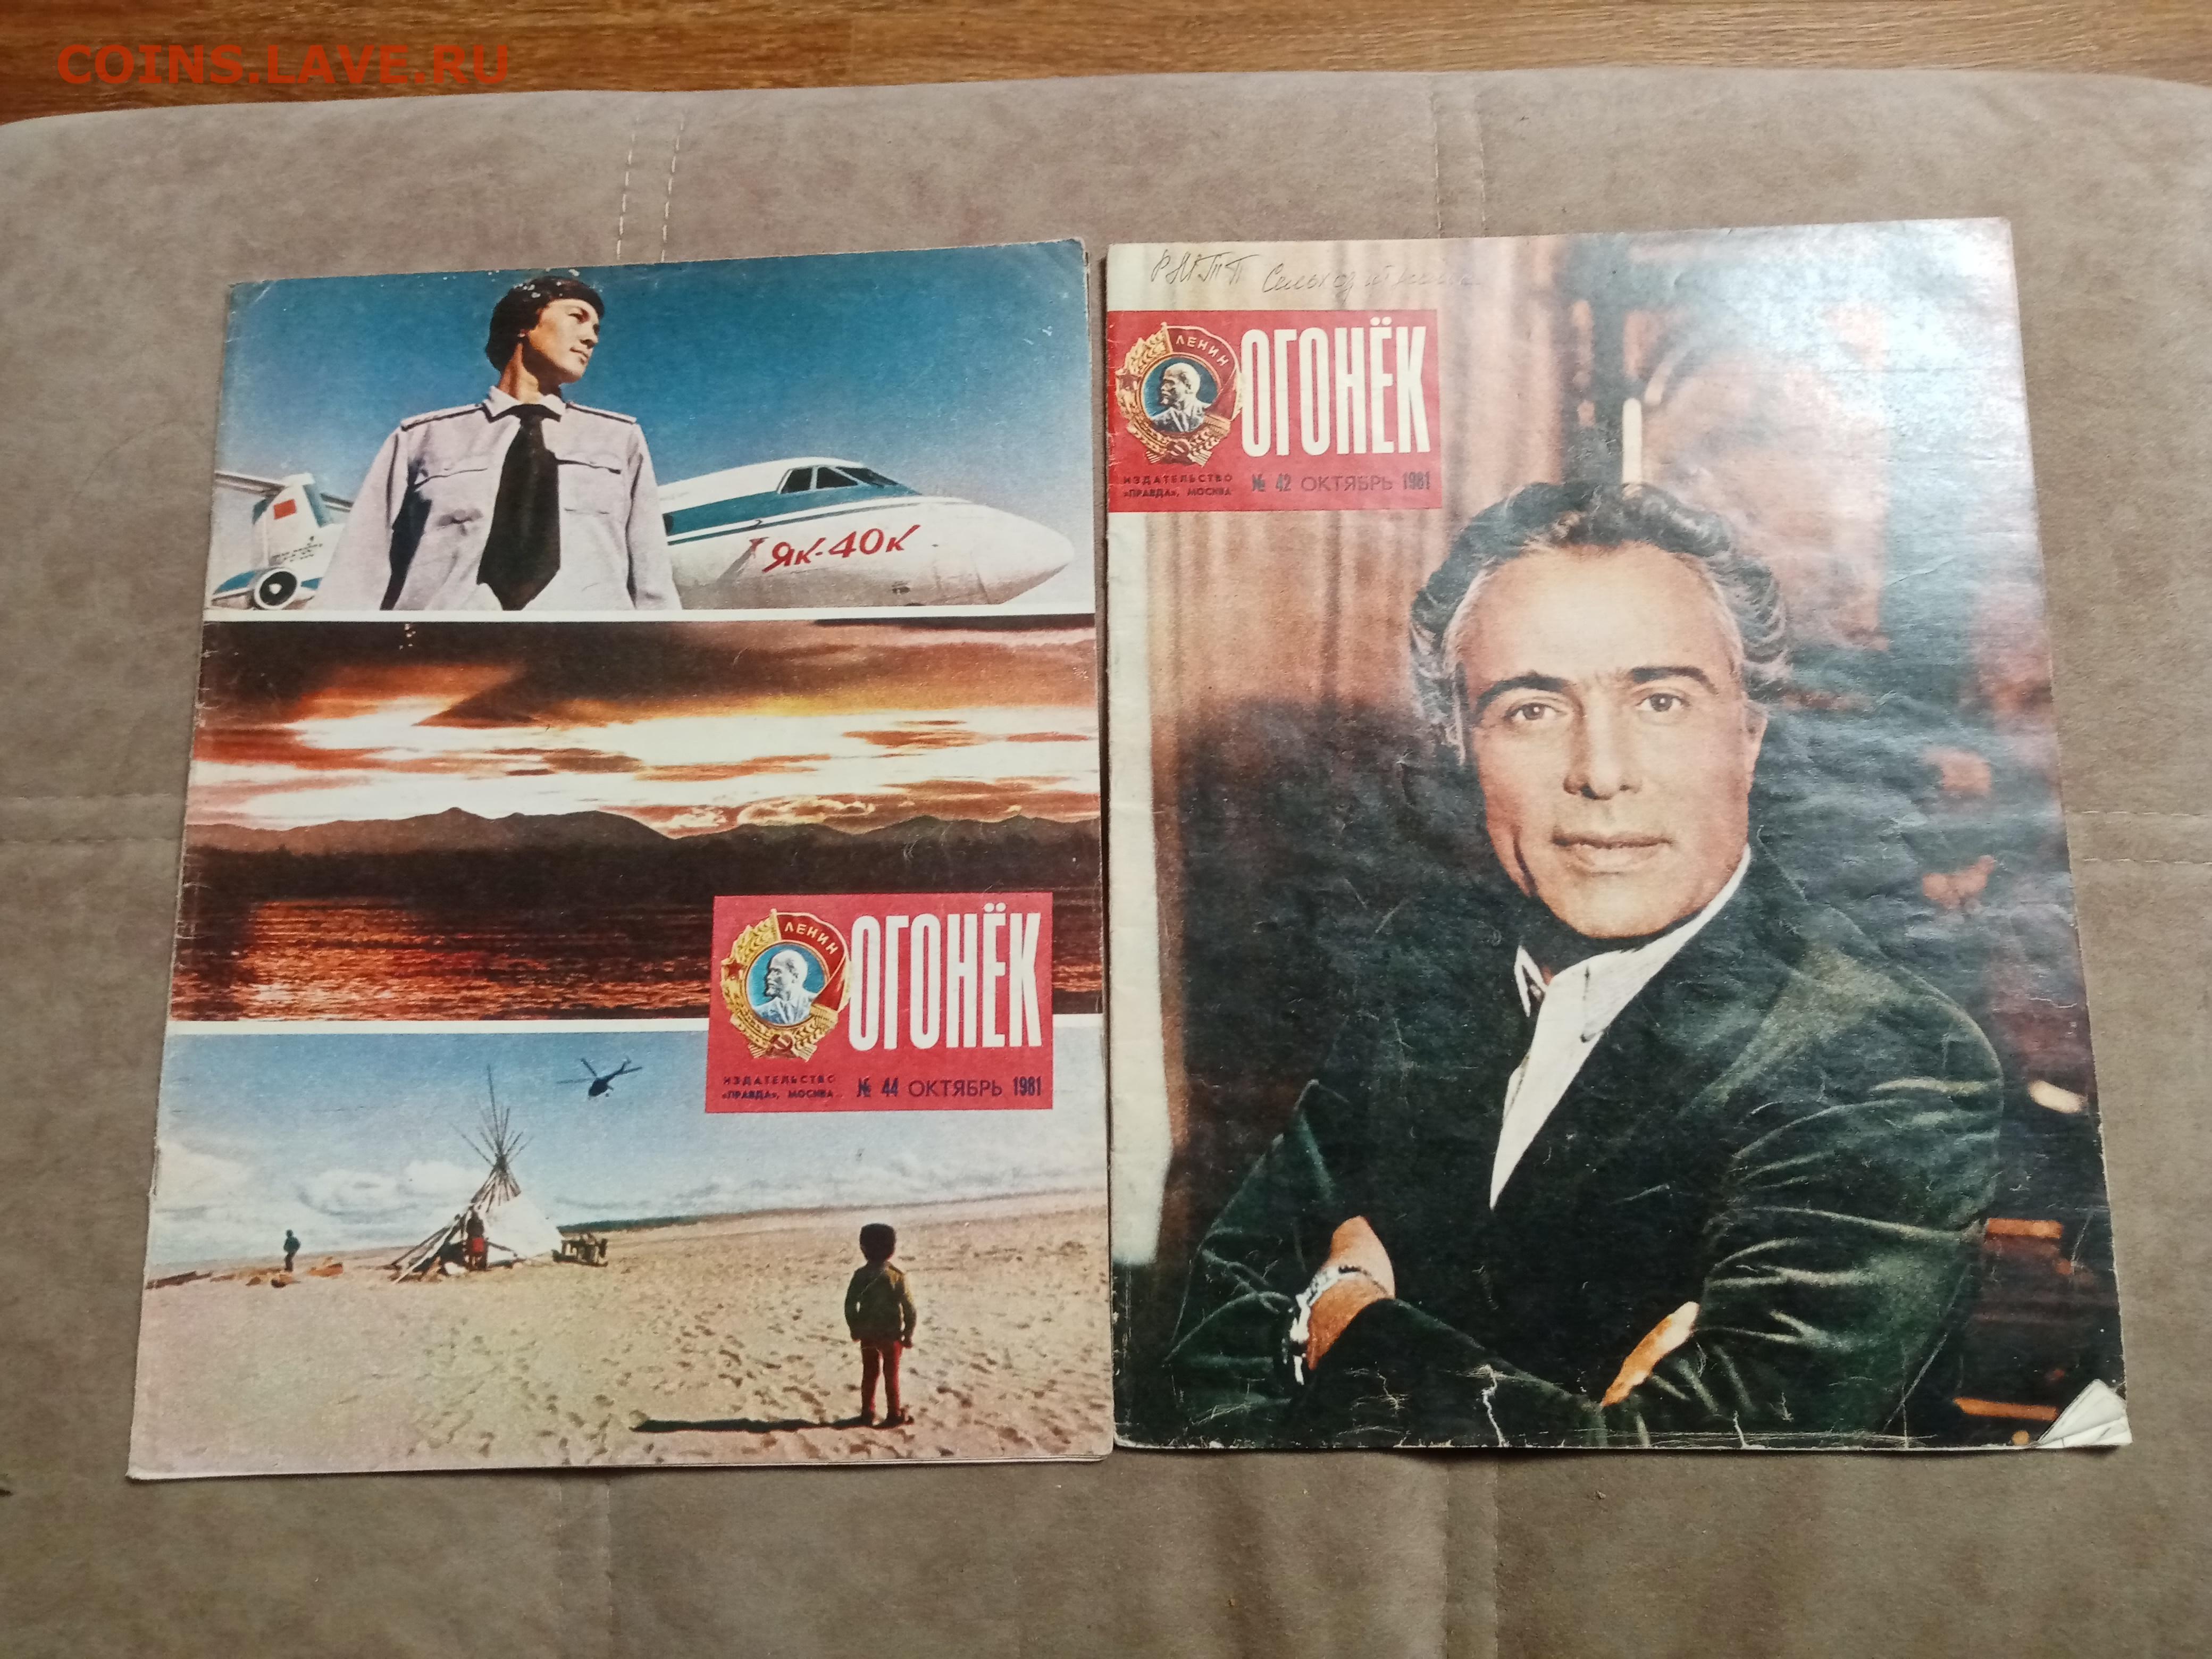 COINS.LAVE.RU
Як-40к
ЛЕНИН
ОГОНЁК
ИЗДАТЕЛЬСТВО
«ПРАВДА», МОСКВА
№ 44 ОКТЯБРЬ 1981
ЛЕНИН
ОГОНЁК
ИЗДАТЕЛЬСТВО
«ПРАВДА», МОСКВА
№ 42 ОКТЯБРЬ 1981